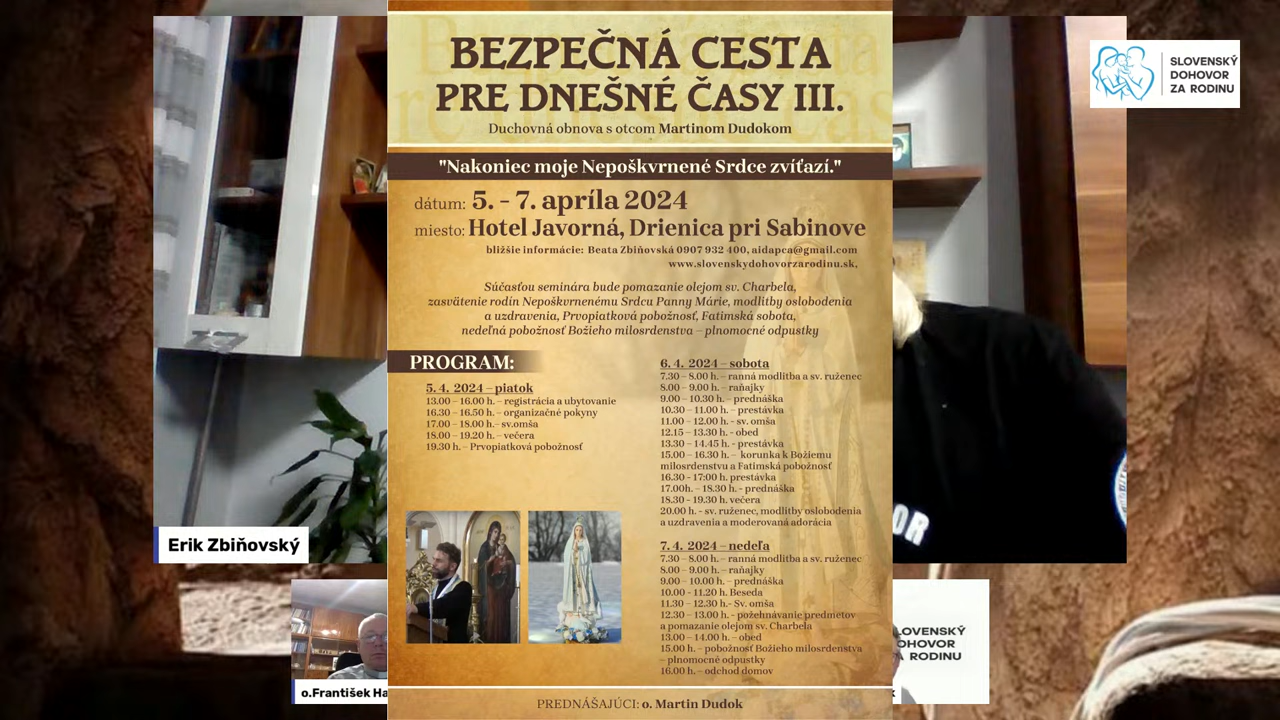 BEZPEČNÁ CESTA
PRE DNEŠNÉ ČASY III.
Duchovná obnova s otcom Martinom Dudokom
"Nakoniec moje Nepoškvrnené Srdce zvíťazí."
dátum: 5. - 7. apríla 2024
miesto: Hotel Javorná, Drienica pri Sabinove
bližšie informácie: Beata Zbiňovská 0907 932 400, aidapca@gmail.com
www.slovenskydohovorzarodinu.sk,
Súčasťou seminára bude pomazanie olejom sv. Charbela,
zasvätenie rodín Nepoškvrnenému Srdcu Panny Márie, modlitby oslobodenia
a uzdravenia, Prvopiatková pobožnosť, Fatimská sobota,
nedeľná pobožnosť Božieho milosrdenstva – plnomocné odpustky
PROGRAM:
5. 4. 2024 – piatok
13.00 – 16.00 h. – registrácia a ubytovanie
16.30 – 16.50 h. – organizačné pokyny
17.00 – 18.00 h.– sv.omša
18.00 – 19.20 h. – večera
19.30 h. – Prvopiatková pobožnosť
6. 4. 2024 – sobota
7.30 – 8.00 h. – ranná modlitba a sv. ruženec
8.00 – 9.00 h. – raňajky
9.00 – 10.30 h. – prednáška
10.30 – 11.00 h. – prestávka
11.00 – 12.00 h. - sv. omša
12.15 – 13.30 h. - obed
13.30 – 14.45 h. - prestávka
15.00 – 16.30 h. – korunka k Božiemu
milosrdenstvu a Fatimská pobožnosť
16.30 - 17:00 h. prestávka
17.00h. – 18.30 h. - prednáška
18.30 - 19.30 h. večera
20.00 h. - sv. ruženec, modlitby oslobodenia
a uzdravenia a moderovaná adorácia
7. 4. 2024 – nedeľa
7.30 – 8.00 h. – ranná modlitba a sv. ruženec
8.00 – 9.00 h. – raňajky
9.00 – 10.00 h. – prednáška
10.00 - 11.20 h. Beseda
11.30 – 12.30 h.- Sv. omša
12.30 – 13.00 h. - požehnávanie predmetov
a pomazanie olejom sv. Charbela
13.00 – 14.00 h. – obed
15.00 h. - pobožnosť Božieho milosrdenstva
– plnomocné odpustky
16.00 h. - odchod domov
PREDNÁŠAJÚCI: o. Martin Dudok
SLOVENSKÝ
DOHOVOR
ZA RODINU
Erik Zbiňovský
OR
o.František Ha
LOVENSKÝ
OHOVOR
A RODINU